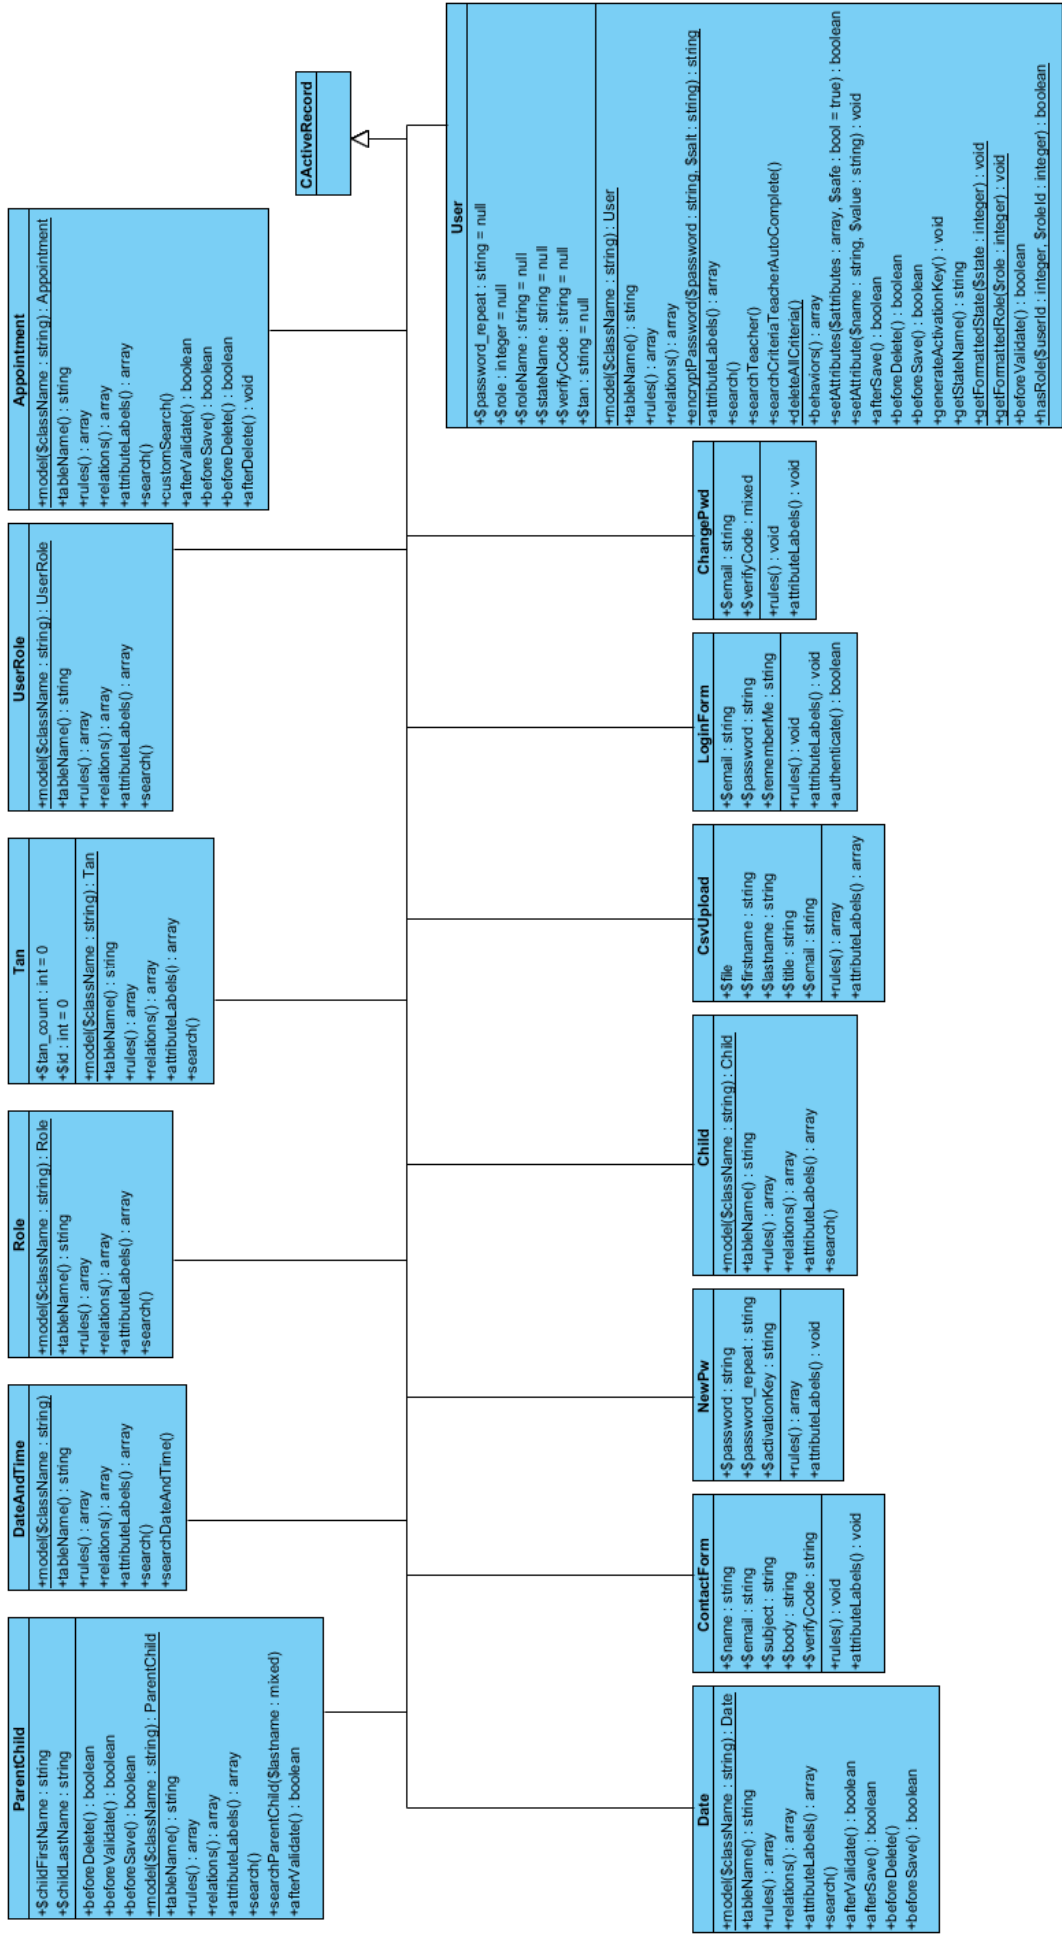 ParentChild
+$childFirstName : string
+$childLastName : string
+beforeDelete() : boolean
+beforeValidate() : boolean
+beforeSave() : boolean
+model($className : string) : ParentChild
+tableName() : string
+rules() : array
+relations() : array
+attributeLabels() : array
+search()
+searchParentChild($lastname : mixed)
+afterValidate() : boolean
DateAndTime
+model($className : string)
+tableName() : string
+rules() : array
+relations() : array
+attributeLabels() : array
+search()
+searchDateAndTime()
Role
+model($className : string) : Role
+tableName() : string
+rules() : array
+relations() : array
+attributeLabels() : array
+search()
Tan
+$tan_count : int = 0
+$id : int = 0
+model($className : string) : Tan
+tableName() : string
+rules() : array
+relations() : array
+attributeLabels() : array
+search()
UserRole
+model($className : string) : UserRole
+tableName() : string
+rules() : array
+relations() : array
+attributeLabels() : array
+search()
Appointment
+model($className : string) : Appointment
+tableName() : string
+rules() : array
+relations() : array
+attributeLabels() : array
+search()
+customSearch()
+afterValidate() : boolean
+beforeSave() : boolean
+beforeDelete() : boolean
+afterDelete() : void
CActiveRecord
Date
+model($className : string) : Date
+tableName() : string
+rules() : array
+relations() : array
+attributeLabels() : array
+search()
+afterValidate() : boolean
+afterSave() : boolean
+beforeDelete()
+beforeSave() : boolean
ContactForm
+$name : string
+$email : string
+$subject : string
+$body : string
+$verifyCode : string
+rules() : void
+attributeLabels() : void
NewPw
+$password : string
+$password_repeat : string
+$activationKey : string
+rules() : array
+attributeLabels() : void
Child
+model($className : string) : Child
+tableName() : string
+rules() : array
+relations() : array
+attributeLabels() : array
+search()
CsvUpload
+$file
+$firstname : string
+$lastname : string
+$title : string
+$email : string
+rules() : array
+attributeLabels() : array
LoginForm
+$email : string
+$password : string
+$rememberMe : string
+rules() : void
+attributeLabels() : void
+authenticate() : boolean
ChangePwd
+$email : string
+$verifyCode : mixed
+rules() : void
+attributeLabels() : void
User
+$password_repeat : string = null
+$role : integer = null
+$roleName : string = null
+$stateName : string = null
+$verifyCode : string = null
+$tan : string = null
+model($className : string) : User
+tableName() : string
+rules() : array
+relations() : array
+encryptPassword($password : string, $salt : string) : string
+attributeLabels() : array
+search()
+searchTeacher()
+searchCriteriaTeacherAutoComplete()
+deleteAllCriteria()
+behaviors() : array
+setAttributes($attributes : array, $safe : bool = true) : boolean
+setAttribute($name : string, $value : string) : void
+afterSave() : boolean
+beforeDelete() : boolean
+beforeSave() : boolean
+generateActivationKey() : void
+getStateName() : string
+getFormattedState($state : integer) : void
+getFormattedRole($role : integer) : void
+beforeValidate() : boolean
+hasRole($userId : integer, $roleId : integer) : boolean